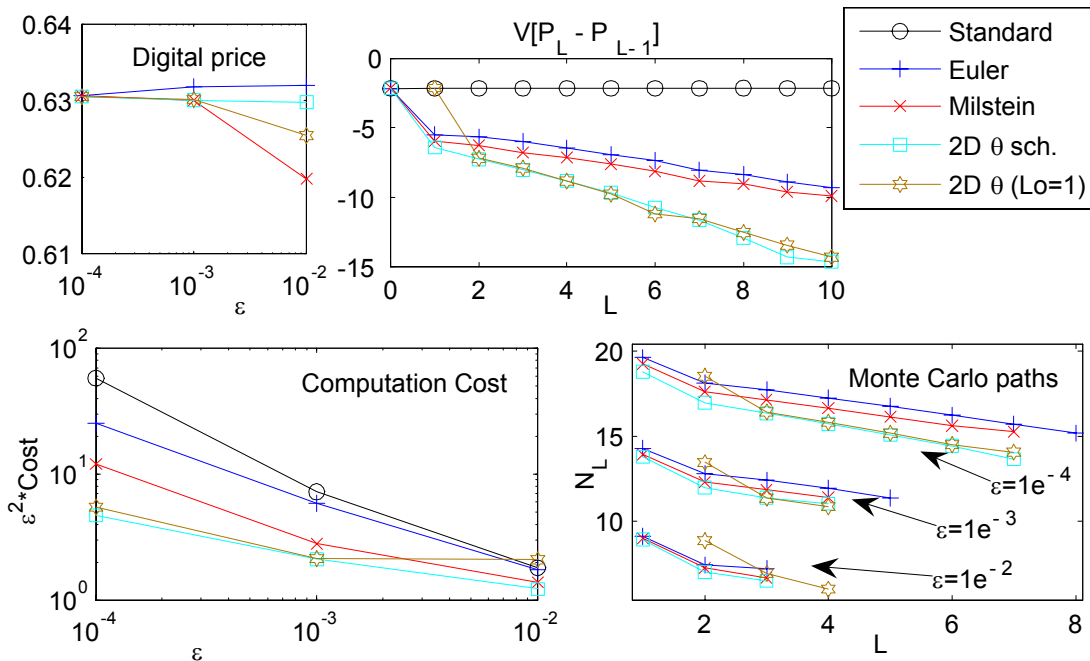 0.64
0.63
0.62
0.61
10^-4
10^-3
10^-2
ε
Digital price
V[P_L - P_L-1]
0
-5
-10
-15
0
2
4
6
8
10
L
Standard
Euler
Milstein
2D θ sch.
2D θ (Lo=1)
10^2
10^1
10^0
ε^2*Cost
Computation Cost
10^-4
10^-3
10^-2
ε
20
15
10
N_L
Monte Carlo paths
ε=1e^-4
ε=1e^-3
ε=1e^-2
2
4
6
8
L